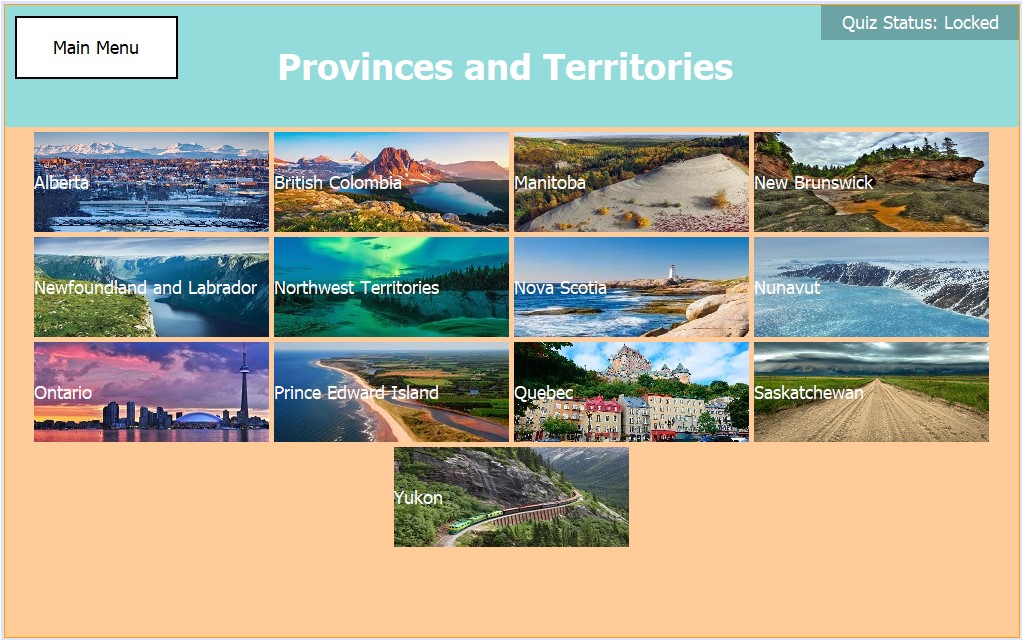 Main Menu
Quiz Status: Locked
Provinces and Territories
Alberta
British Colombia
Manitoba
New Brunswick
Newfoundland and Labrador
Northwest Territories
Nova Scotia
Nunavut
Ontario
Prince Edward Island
Quebec
Saskatchewan
Yukon